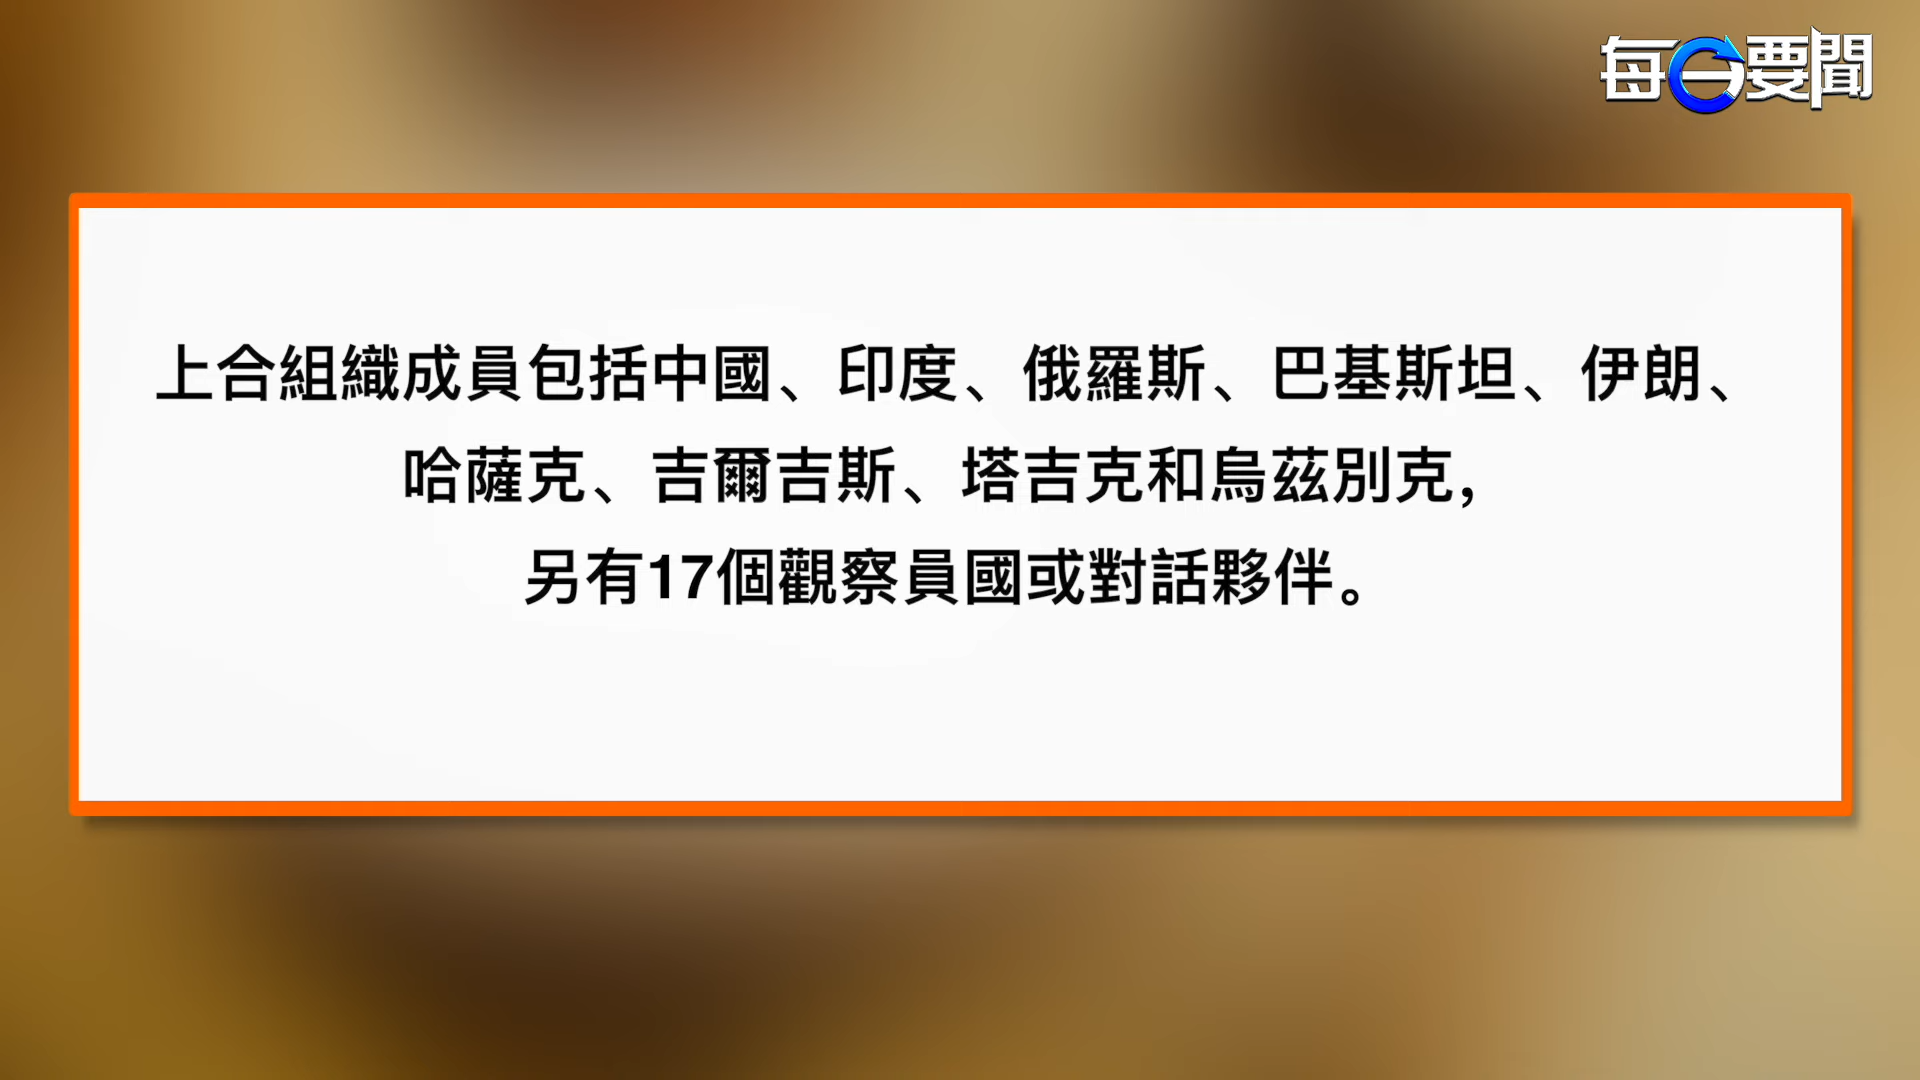 每日要聞
上合組織成員包括中國、印度、俄羅斯、巴基斯坦、伊朗、
哈薩克、吉爾吉斯、塔吉克和烏茲別克,
另有17個觀察員國或對話夥伴。